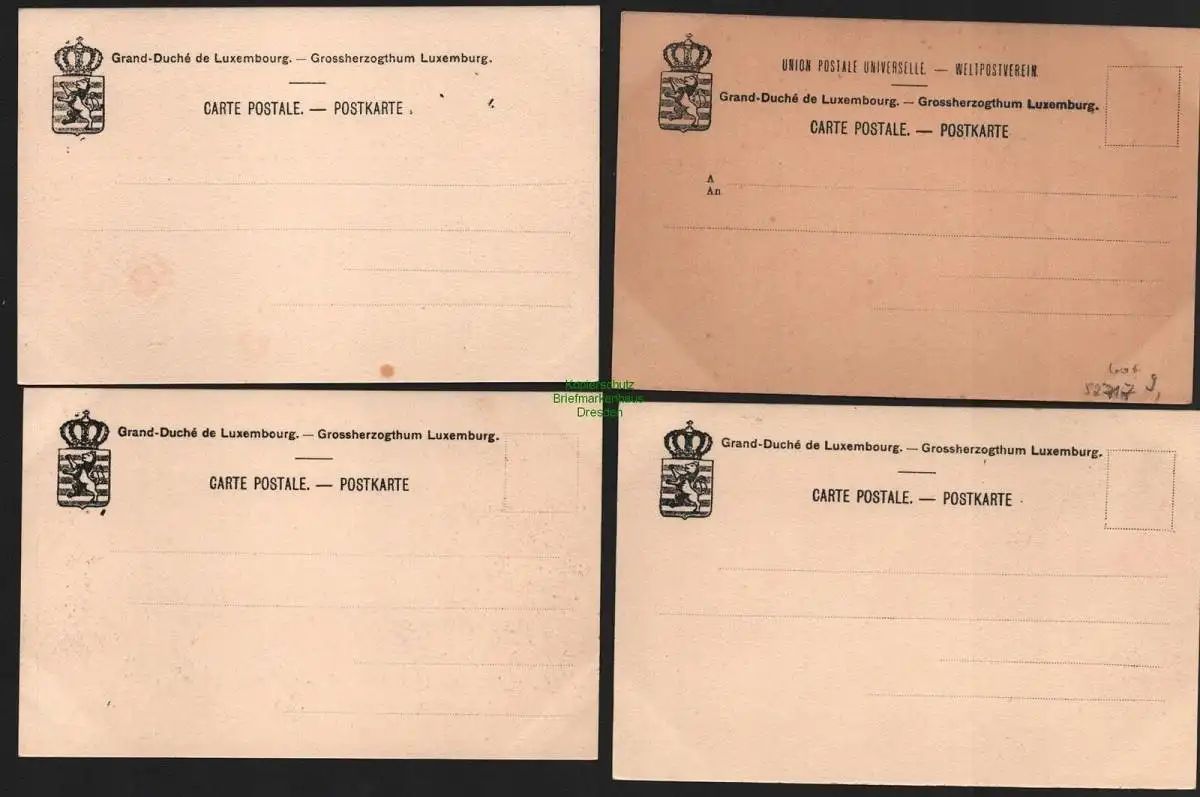 Grand-Duché de Luxembourg. — Grossherzogthum Luxemburg.
CARTE POSTALE. — POSTKARTE.
UNION POSTALE UNIVERSELLE. — WELTPOSTVEREIN.
Grand-Duché de Luxembourg. — Grossherzogthum Luxemburg.
CARTE POSTALE. — POSTKARTE
A
An
Kopierschutz
Briefmarkenhaus
Dresden
Grand-Duché de Luxembourg. — Grossherzogthum Luxemburg.
CARTE POSTALE. — POSTKARTE
Grand-Duché de Luxembourg. — Grossherzogthum Luxemburg.
CARTE POSTALE. — POSTKARTE